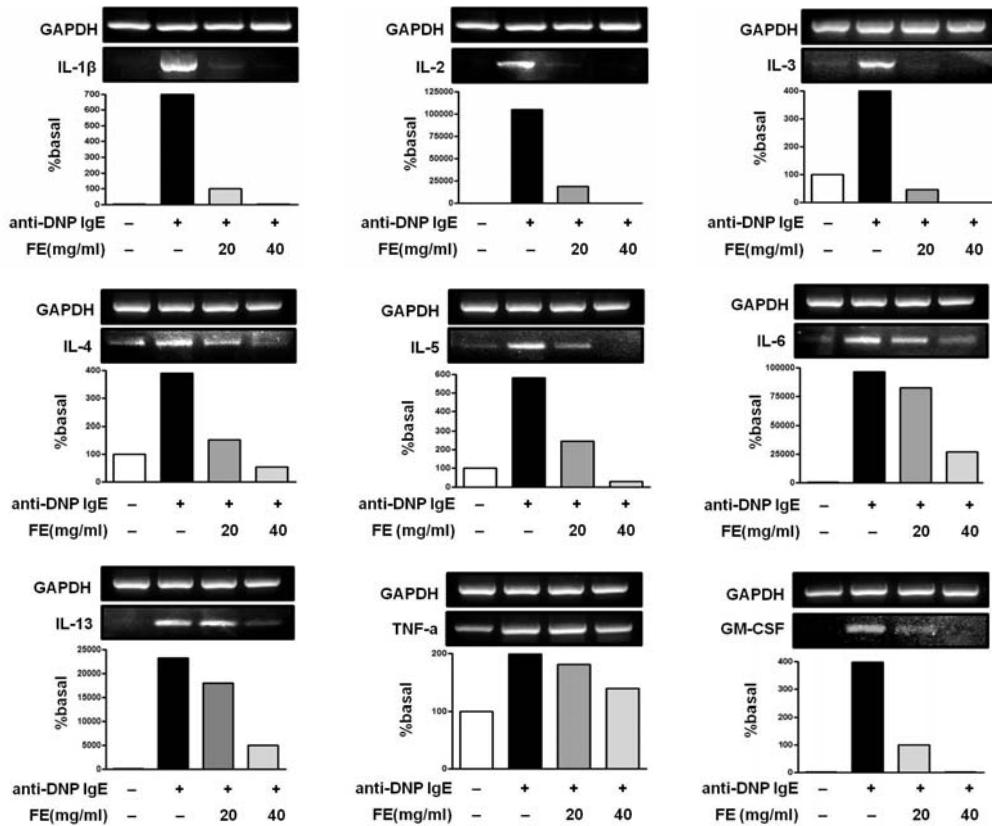 GAPDH
IL-1β
%basal
700
600
500
400
300
200
100
0
anti-DNP IgE – + + +
FE(mg/ml) – – 20 40
GAPDH
IL-2
%basal
125000
100000
75000
50000
25000
0
anti-DNP IgE – + + +
FE(mg/ml) – – 20 40
GAPDH
IL-3
%basal
400
300
200
100
0
anti-DNP IgE – + + +
FE(mg/ml) – – 20 40
GAPDH
IL-4
%basal
400
300
200
100
0
anti-DNP IgE – + + +
FE(mg/ml) – – 20 40
GAPDH
IL-5
%basal
600
500
400
300
200
100
0
anti-DNP IgE – + + +
FE (mg/ml) – – 20 40
GAPDH
IL-6
%basal
100000
75000
50000
25000
0
anti-DNP IgE – + + +
FE(mg/ml) – – 20 40
GAPDH
IL-13
%basal
25000
20000
15000
10000
5000
0
anti-DNP IgE – + + +
FE(mg/ml) – – 20 40
GAPDH
TNF-a
%basal
200
100
0
anti-DNP IgE – + + +
FE(mg/ml) – – 20 40
GAPDH
GM-CSF
%basal
400
300
200
100
0
anti-DNP IgE – + + +
FE(mg/ml) – – 20 40